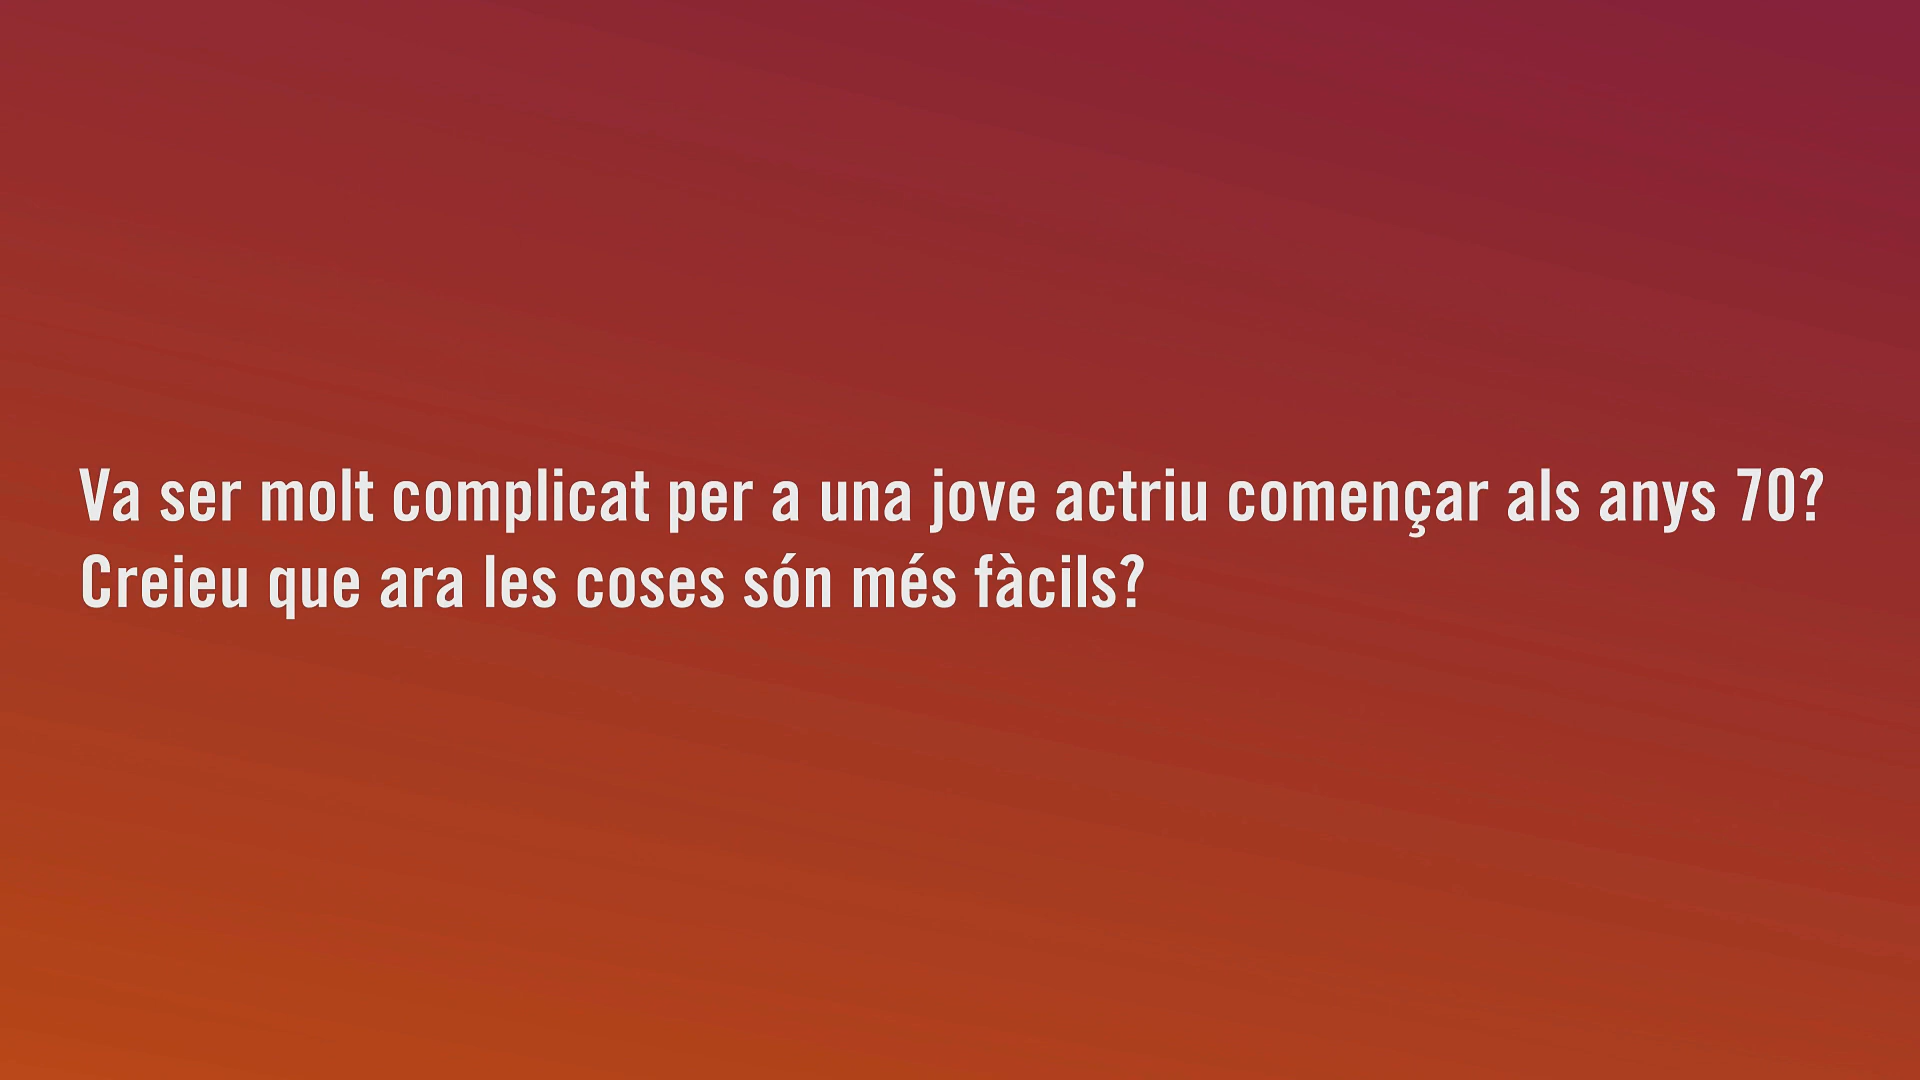 Va ser molt complicat per a una jove actriu començar als anys 70?
Creieu que ara les coses són més fàcils?